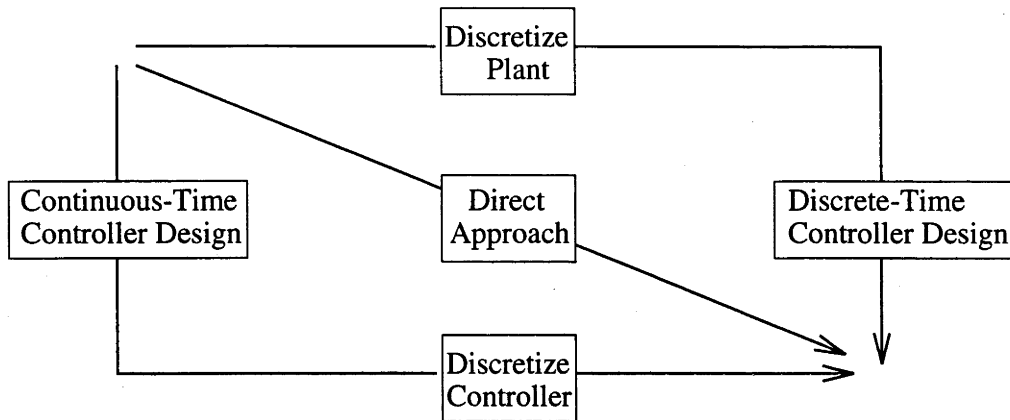 Discretize
Plant
Continuous-Time
Controller Design
Direct
Approach
Discrete-Time
Controller Design
Discretize
Controller